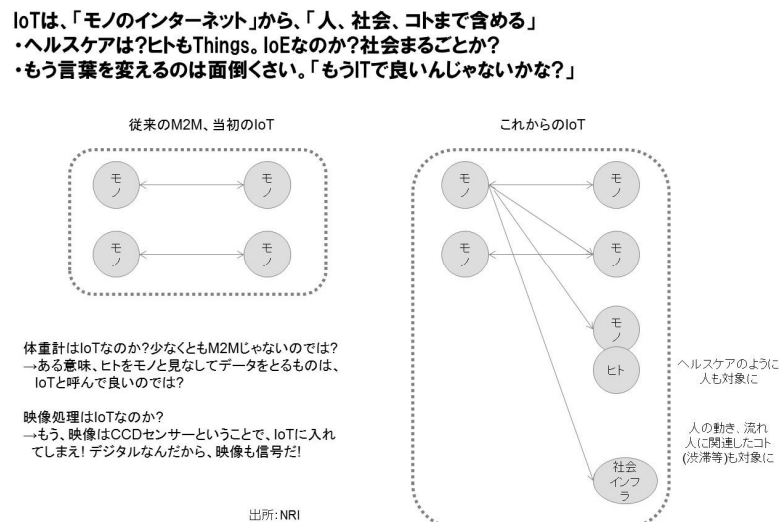 IoTは、「モノのインターネット」から、「人、社会、コトまで含める」
・ヘルスケアは?ヒトもThings。IoEなのか?社会まるごとか?
・もう言葉を変えるのは面倒くさい。「もうITで良いんじゃないかな?」
従来のM2M、当初のIoT
モ
ノ
モ
ノ
モ
ノ
モ
ノ
体重計はIoTなのか?少なくともM2Mじゃないのでは?
→ある意味、ヒトをモノと見なしてデータをとるものは、
IoTと呼んで良いのでは?
映像処理はIoTなのか?
→もう、映像はCCDセンサーということで、IoTに入れ
てしまえ! デジタルなんだから、映像も信号だ!
出所:NRI
これからのIoT
モ
ノ
モ
ノ
モ
ノ
モ
ノ
モ
ノ
ヒト
ヘルスケアのように
人も対象に
人の動き、流れ
人に関連したコト
(渋滞等)も対象に
社会
インフ
ラ